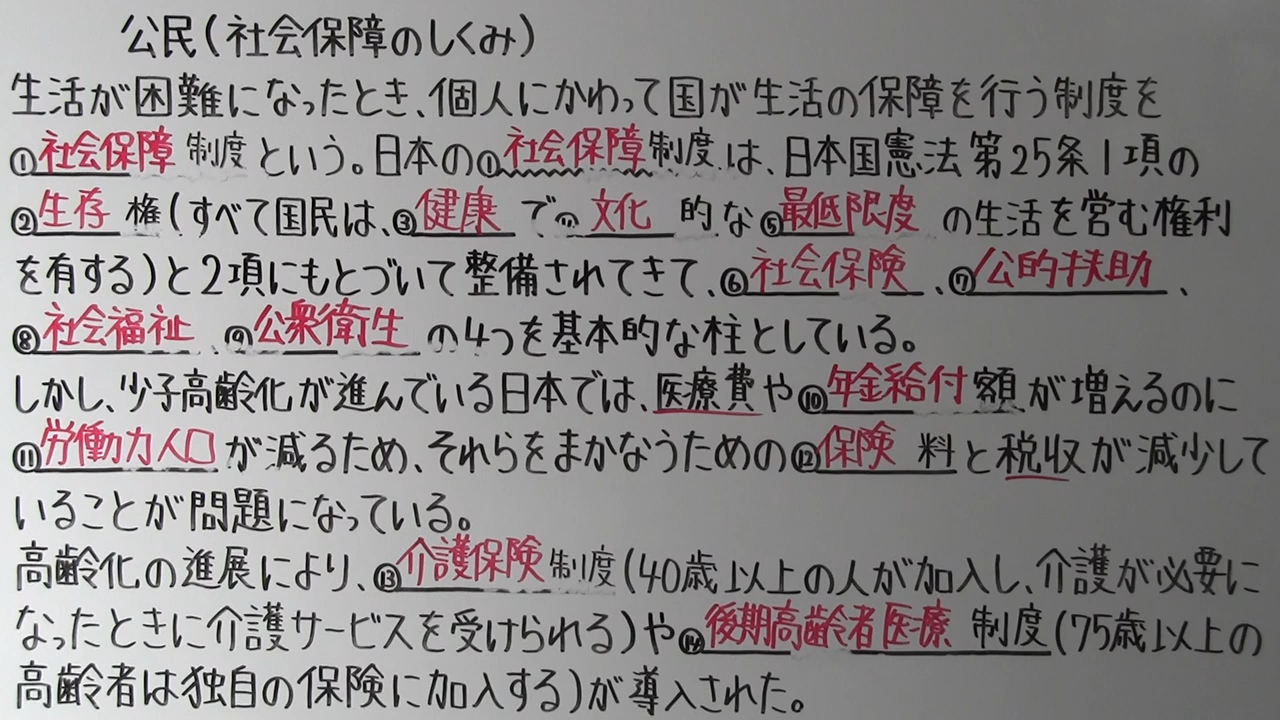 公民(社会保障のしくみ)
生活が困難になったとき、個人にかわって国が生活の保障を行う制度を
①社会保障制度という。日本の①社会保障制度は、日本国憲法第25条1項の
②生存権(すべて国民は、③健康で④文化的な⑤最低限度の生活を営む権利
を有する)と2項にもとづいて整備されてきて、⑥社会保険、⑦公的扶助、
⑧社会福祉、⑨公衆衛生の4つを基本的な柱としている。
しかし、少子高齢化が進んでいる日本では、医療費や⑩年金給付額が増えるのに
⑪労働力人口が減るため、それらをまかなうための⑫保険料と税収が減少して
いることが問題になっている。
高齢化の進展により、⑬介護保険制度(40歳以上の人が加入し、介護が必要に
なったときに介護サービスを受けられる)や⑭後期高齢者医療制度(75歳以上の
高齢者は独自の保険に加入する)が導入された。